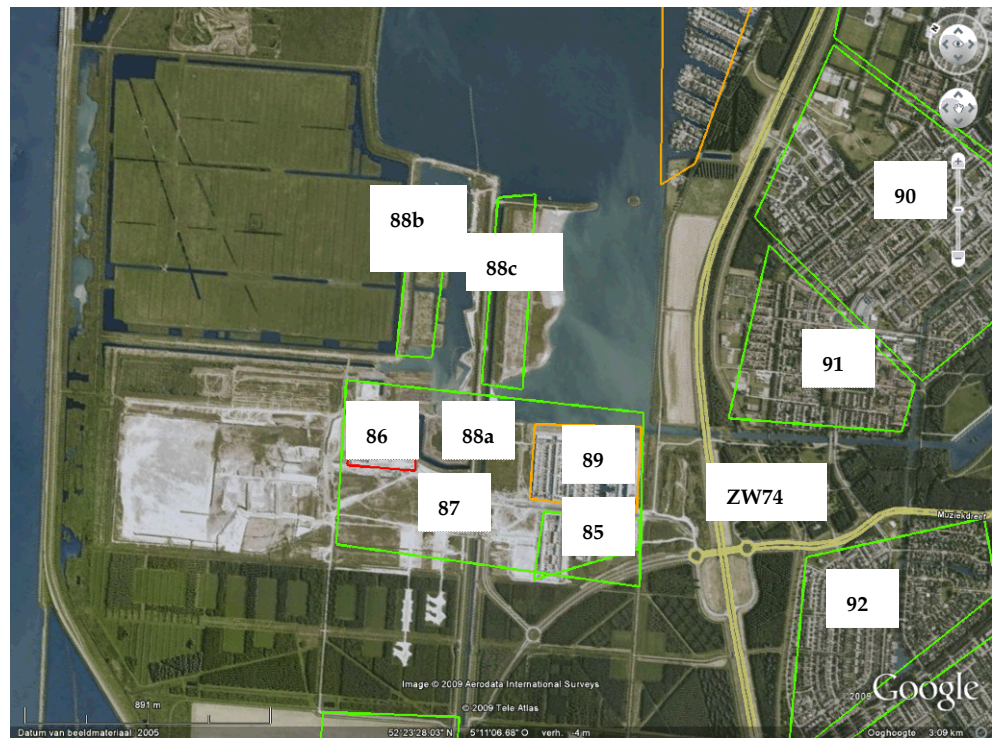 N
90
88b
88c
91
86
88a
89
87
ZW74
85
Muziekdreef
92
Image © 2009 Aerodata International Surveys
© 2009 Tele Atlas
2009 Google
891 m
Datum van beeldmateriaal 2005
52°23'28.03" N 5°11'06.68" O verh. -4 m
Ooghoogte 3.09 km